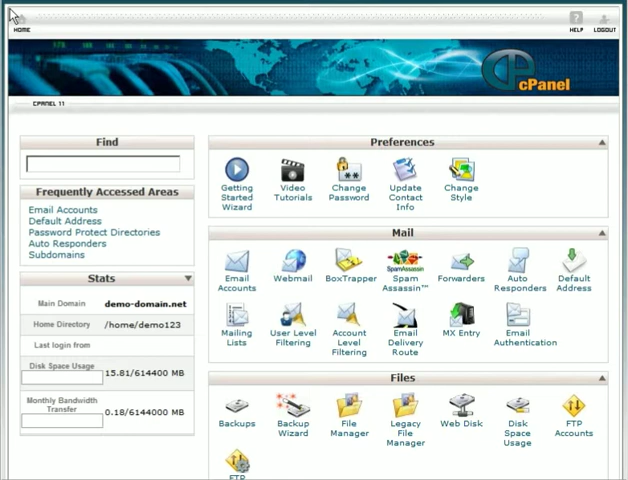 HOME
HELP
LOGOUT
cPanel
CPANEL 11
Find
Frequently Accessed Areas
Email Accounts
Default Address
Password Protect Directories
Auto Responders
Subdomains
Stats
Main Domain demo-domain.net
Home Directory /home/demo123
Last login from
Disk Space Usage
15.81/614400 MB
Monthly Bandwidth
Transfer
0.18/614000 MB
Preferences
Getting
Started
Wizard
Video
Tutorials
Change
Password
Update
Contact
Info
Change
Style
Mail
Email
Accounts
Webmail
BoxTrapper
SpamAssassin
Spam
Assassin™
Forwarders
Auto
Responders
Default
Address
Mailing
Lists
User Level
Filtering
Account
Level
Filtering
Email
Delivery
Route
MX Entry
Email
Authentication
Files
Backups
Backup
Wizard
File
Manager
Legacy
File
Manager
Web Disk
Disk
Space
Usage
FTP
Accounts
FTP